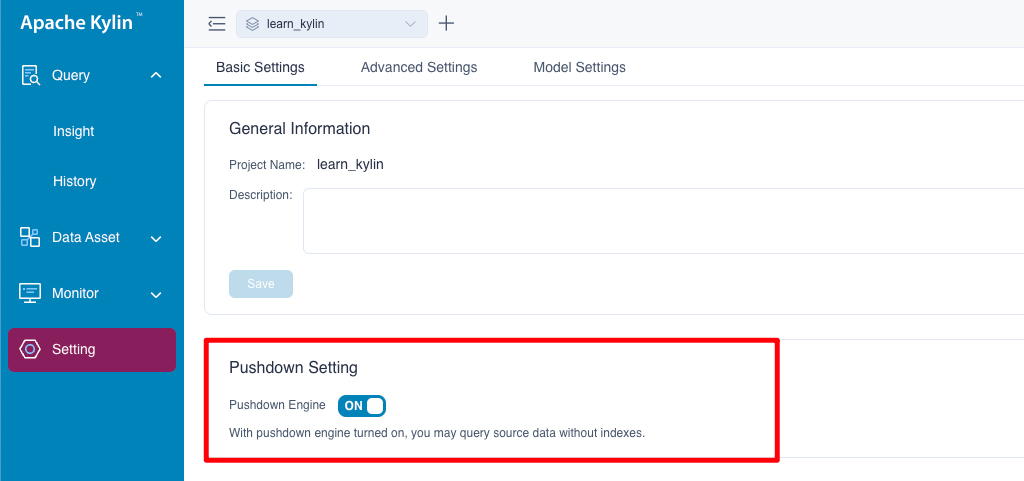 Apache Kylin™
learn_kylin
Query
Insight
History
Data Asset
Monitor
Setting
Basic Settings
Advanced Settings
Model Settings
General Information
Project Name: learn_kylin
Description:
Save
Pushdown Setting
Pushdown Engine ON
With pushdown engine turned on, you may query source data without indexes.